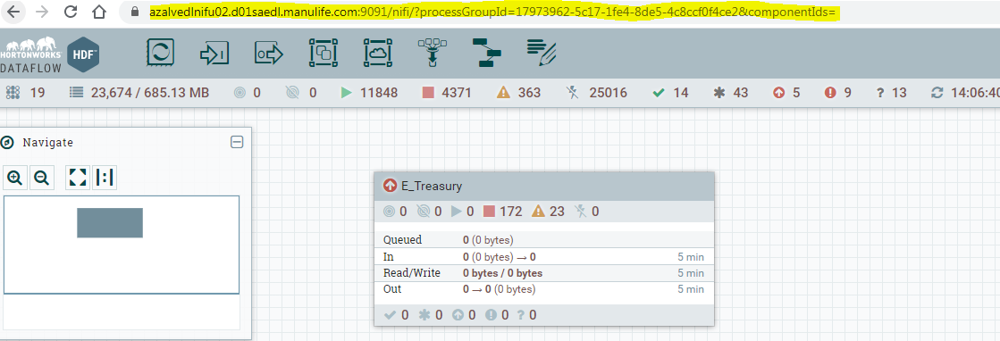 azalvedlnifu02.d01saedl.manulife.com:9091/nifi/?processGroupId=17973962-5c17-1fe4-8de5-4c8ccf0f4ce2&componentIds=
HORTONWORKS
DATAFLOW
HDF
19 23,674 / 685.13 MB 0 0 11848 4371 363 25016 14 43 5 9 ? 13 14:06:40
Navigate
E_Treasury
0 0 0 172 23 0
Queued 0 (0 bytes)
In 0 (0 bytes) → 0 5 min
Read/Write 0 bytes / 0 bytes 5 min
Out 0 → 0 (0 bytes) 5 min
0 0 0 0 ? 0